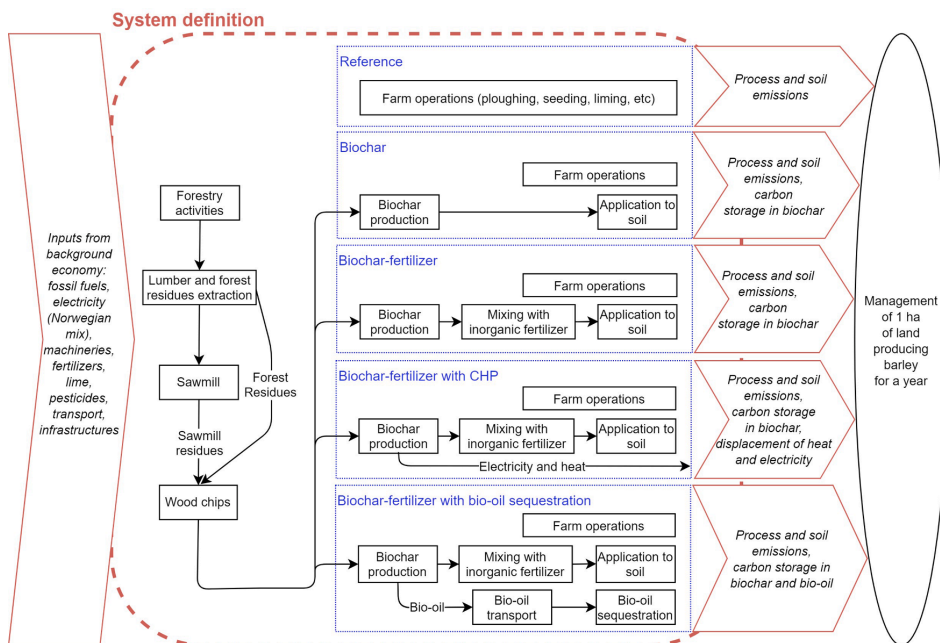 System definition
Inputs from
background
economy:
fossil fuels,
electricity
(Norwegian
mix),
machineries,
fertilizers,
lime,
pesticides,
transport,
infrastructures
Forestry
activities
Lumber and forest
residues extraction
Sawmill
Forest
Residues
Sawmill
residues
Wood chips
Reference
Farm operations (ploughing, seeding, liming, etc)
Process and soil
emissions
Biochar
Farm operations
Biochar
production
Application to
soil
Process and soil
emissions,
carbon
storage in biochar
Biochar-fertilizer
Farm operations
Biochar
production
Mixing with
inorganic fertilizer
Application to
soil
Process and soil
emissions,
carbon
storage in biochar
Biochar-fertilizer with CHP
Farm operations
Biochar
production
Mixing with
inorganic fertilizer
Application to
soil
Electricity and heat
Process and soil
emissions,
carbon storage
in biochar,
displacement of heat
and electricity
Biochar-fertilizer with bio-oil sequestration
Farm operations
Biochar
production
Mixing with
inorganic fertilizer
Application to
soil
Bio-oil
Bio-oil
transport
Bio-oil
sequestration
Process and soil
emissions,
carbon storage in
biochar and bio-oil
Management
of 1 ha
of land
producing
barley
for a year